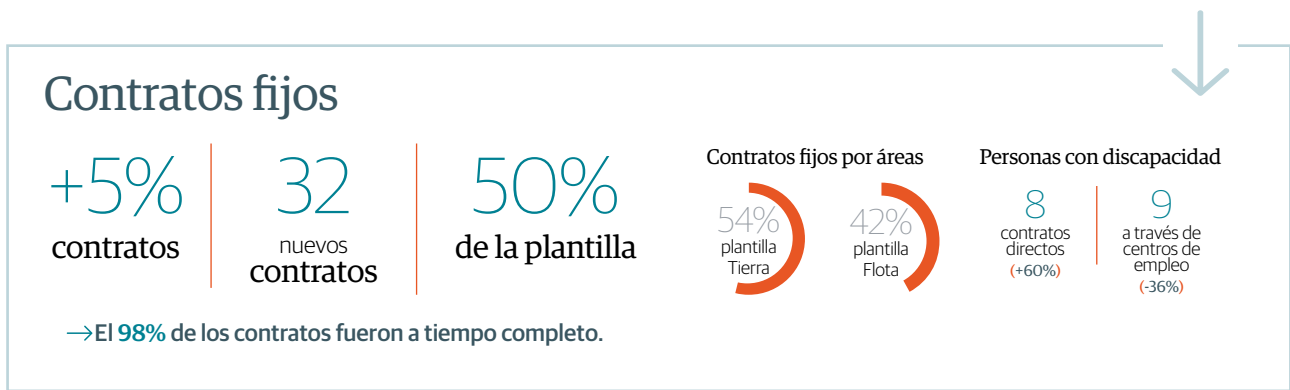 Contratos fijos
+5%
contratos
32
nuevos
contratos
50%
de la plantilla
→El 98% de los contratos fueron a tiempo completo.
Contratos fijos por áreas
54%
plantilla
Tierra
42%
plantilla
Flota
Personas con discapacidad
8
contratos
directos
(+60%)
9
a través de
centros de
empleo
(-36%)